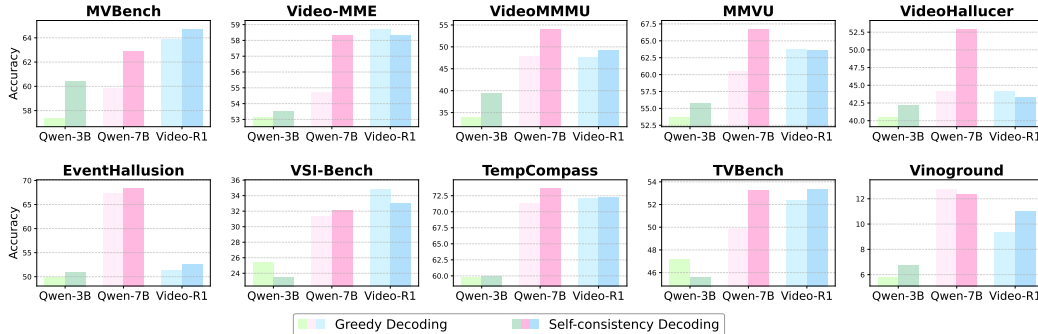 MVBench
Video-MME
VideoMMMU
MMVU
VideoHallucer
Accuracy
64
62
60
58
59
58
57
56
55
54
53
55
50
45
40
35
67.5
65.0
62.5
60.0
57.5
55.0
52.5
52.5
50.0
47.5
45.0
42.5
40.0
Qwen-3B Qwen-7B Video-R1
Qwen-3B Qwen-7B Video-R1
Qwen-3B Qwen-7B Video-R1
Qwen-3B Qwen-7B Video-R1
Qwen-3B Qwen-7B Video-R1
EventHallusion
VSI-Bench
TempCompass
TVBench
Vinoground
Accuracy
70
65
60
55
50
36
34
32
30
28
26
24
72.5
70.0
67.5
65.0
62.5
60.0
54
52
50
48
46
12
10
8
6
Qwen-3B Qwen-7B Video-R1
Qwen-3B Qwen-7B Video-R1
Qwen-3B Qwen-7B Video-R1
Qwen-3B Qwen-7B Video-R1
Qwen-3B Qwen-7B Video-R1
Greedy Decoding
Self-consistency Decoding